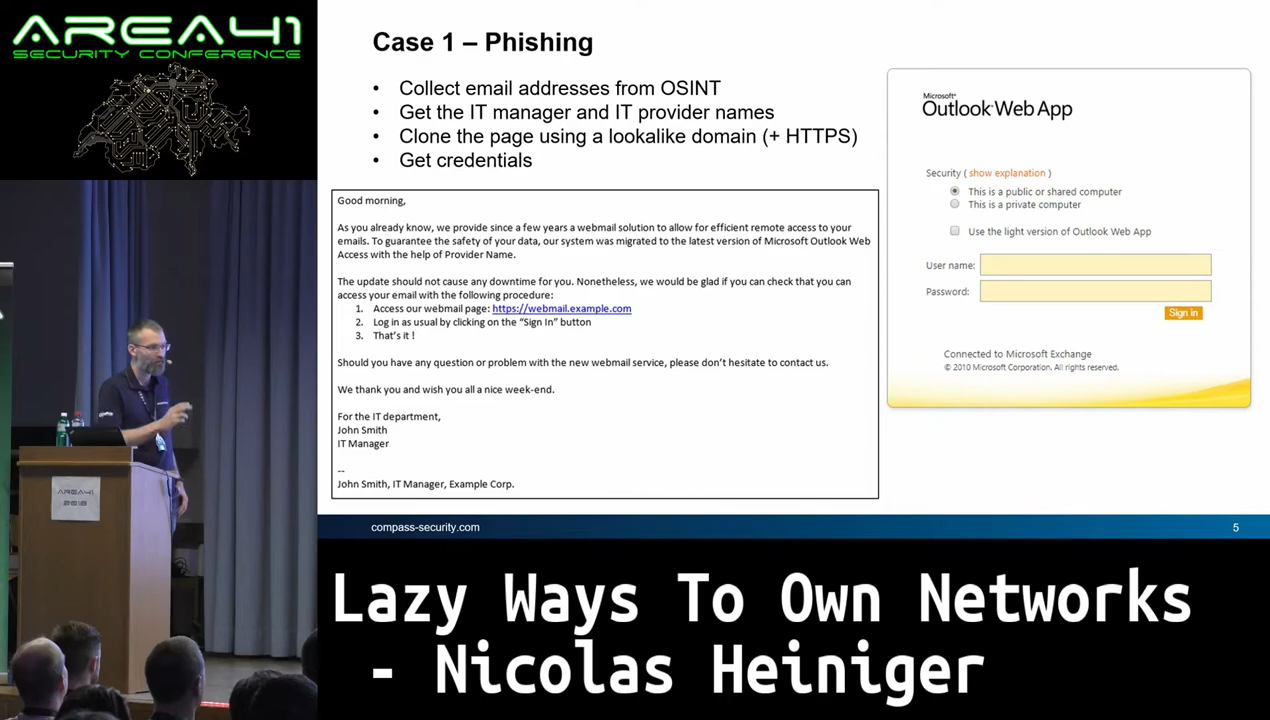 AREA41
SECURITY CONFERENCE
Case 1 – Phishing
• Collect email addresses from OSINT
• Get the IT manager and IT provider names
• Clone the page using a lookalike domain (+ HTTPS)
• Get credentials
Good morning,
As you already know, we provide since a few years a webmail solution to allow for efficient remote access to your
emails. To guarantee the safety of your data, our system was migrated to the latest version of Microsoft Outlook Web
Access with the help of Provider Name.
The update should not cause any downtime for you. Nonetheless, we would be glad if you can check that you can
access your email with the following procedure:
1. Access our webmail page: https://webmail.example.com
2. Log in as usual by clicking on the “Sign In” button
3. That’s it !
Should you have any question or problem with the new webmail service, please don’t hesitate to contact us.
We thank you and wish you all a nice week-end.
For the IT department,
John Smith
IT Manager
--
John Smith, IT Manager, Example Corp.
Microsoft®
Outlook Web App
Security ( show explanation )
This is a public or shared computer
This is a private computer
Use the light version of Outlook Web App
User name:
Password:
Sign in
Connected to Microsoft Exchange
© 2010 Microsoft Corporation. All rights reserved.
AREA41
2018
compass-security.com
5
Lazy Ways To Own Networks
- Nicolas Heiniger